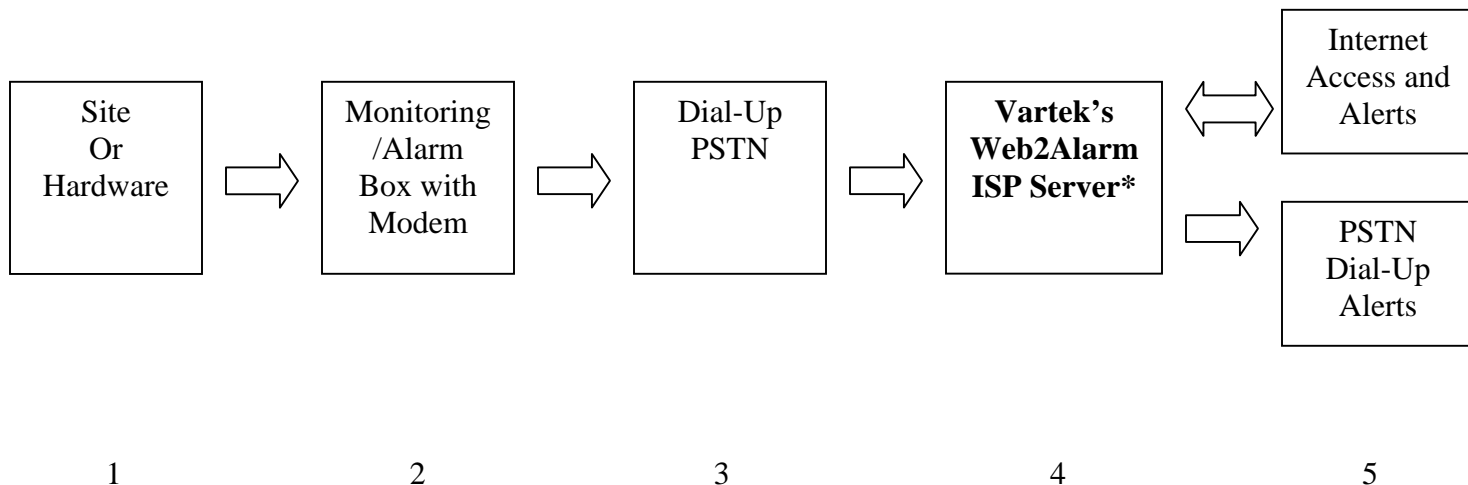 Site
Or
Hardware
Monitoring
/Alarm
Box with
Modem
Dial-Up
PSTN
Vartek’s
Web2Alarm
ISP Server*
Internet
Access and
Alerts
PSTN
Dial-Up
Alerts
1 2 3 4 5